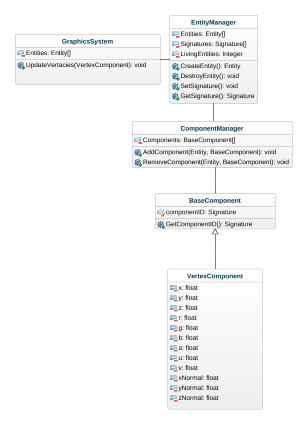 EntityManager
Entities: Entity[]
Signatures: Signature[]
LivingEntities: Integer
CreateEntity(): Entity
DestroyEntity(): void
SetSignature(): void
GetSignature(): Signature
GraphicsSystem
Entities: Entity[]
UpdateVertacies(VertexComponent): void
ComponentManager
Components: BaseComponent[]
AddComponent(Entity, BaseComponent): void
RemoveComponent(Entity, BaseComponent): void
BaseComponent
componentID: Signature
GetComponentID(): Signature
VertexComponent
x: float
y: float
z: float
r: float
g: float
b: float
a: float
u: float
v: float
xNormal: float
yNormal: float
zNormal: float